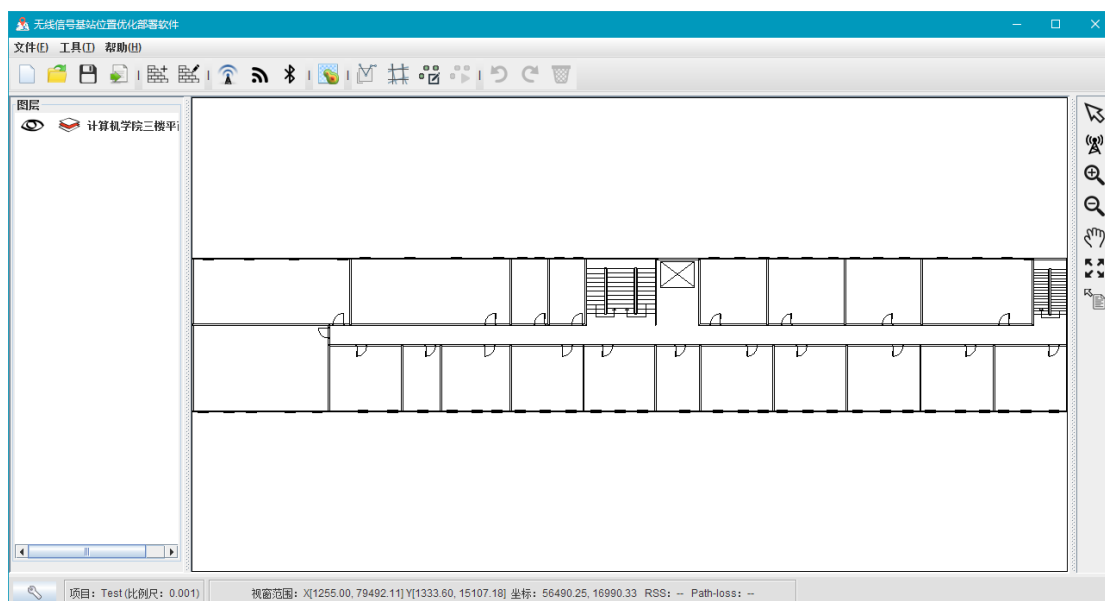 无线信号基站位置优化部署软件
文件(F) 工具(T) 帮助(H)
图层
计算机学院三楼平
项目：Test (比例尺：0.001) 视窗范围：X[1255.00, 79492.11] Y[1333.60, 15107.18] 坐标：56490.25, 16990.33 RSS：-- Path-loss：--